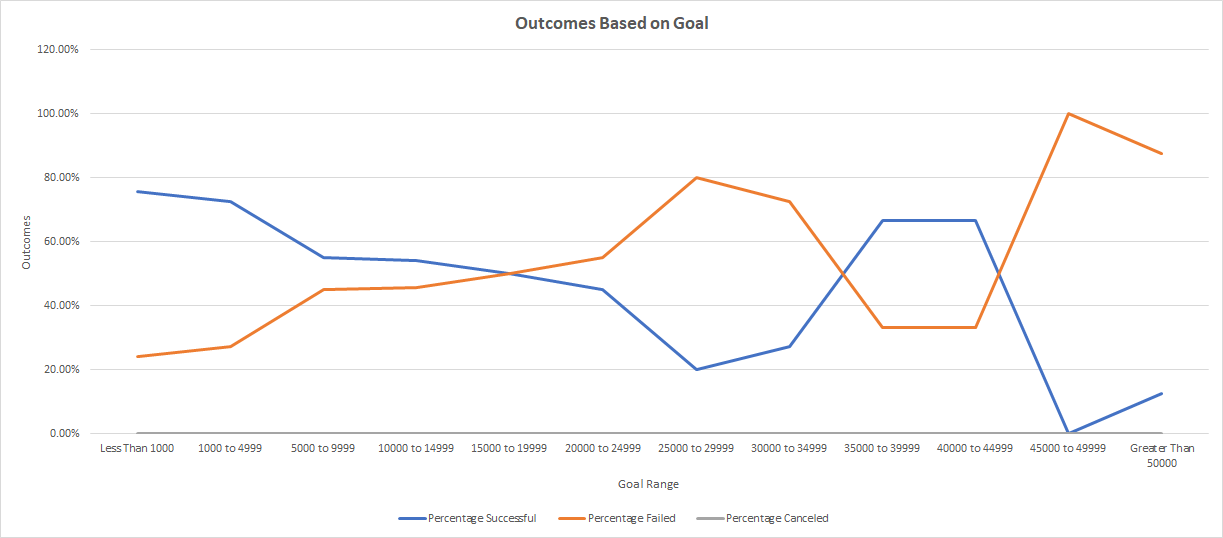 Outcomes Based on Goal
120.00%
100.00%
80.00%
60.00%
40.00%
20.00%
0.00%
Outcomes
Less Than 1000 1000 to 4999 5000 to 9999 10000 to 14999 15000 to 19999 20000 to 24999 25000 to 29999 30000 to 34999 35000 to 39999 40000 to 44999 45000 to 49999 Greater Than
50000
Goal Range
Percentage Successful Percentage Failed Percentage Canceled